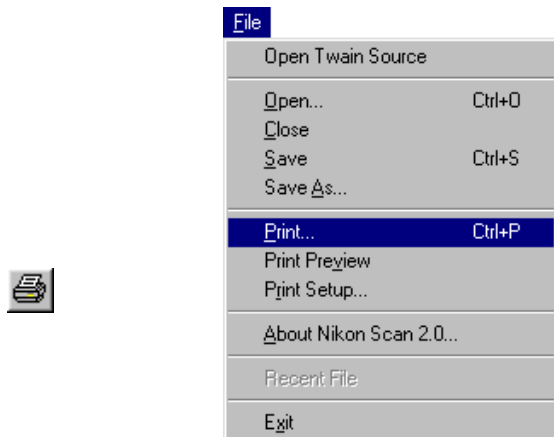 File
Open Twain Source
Open... Ctrl+O
Close
Save Ctrl+S
Save As...
Print... Ctrl+P
Print Preview
Print Setup...
About Nikon Scan 2.0...
Recent File
Exit